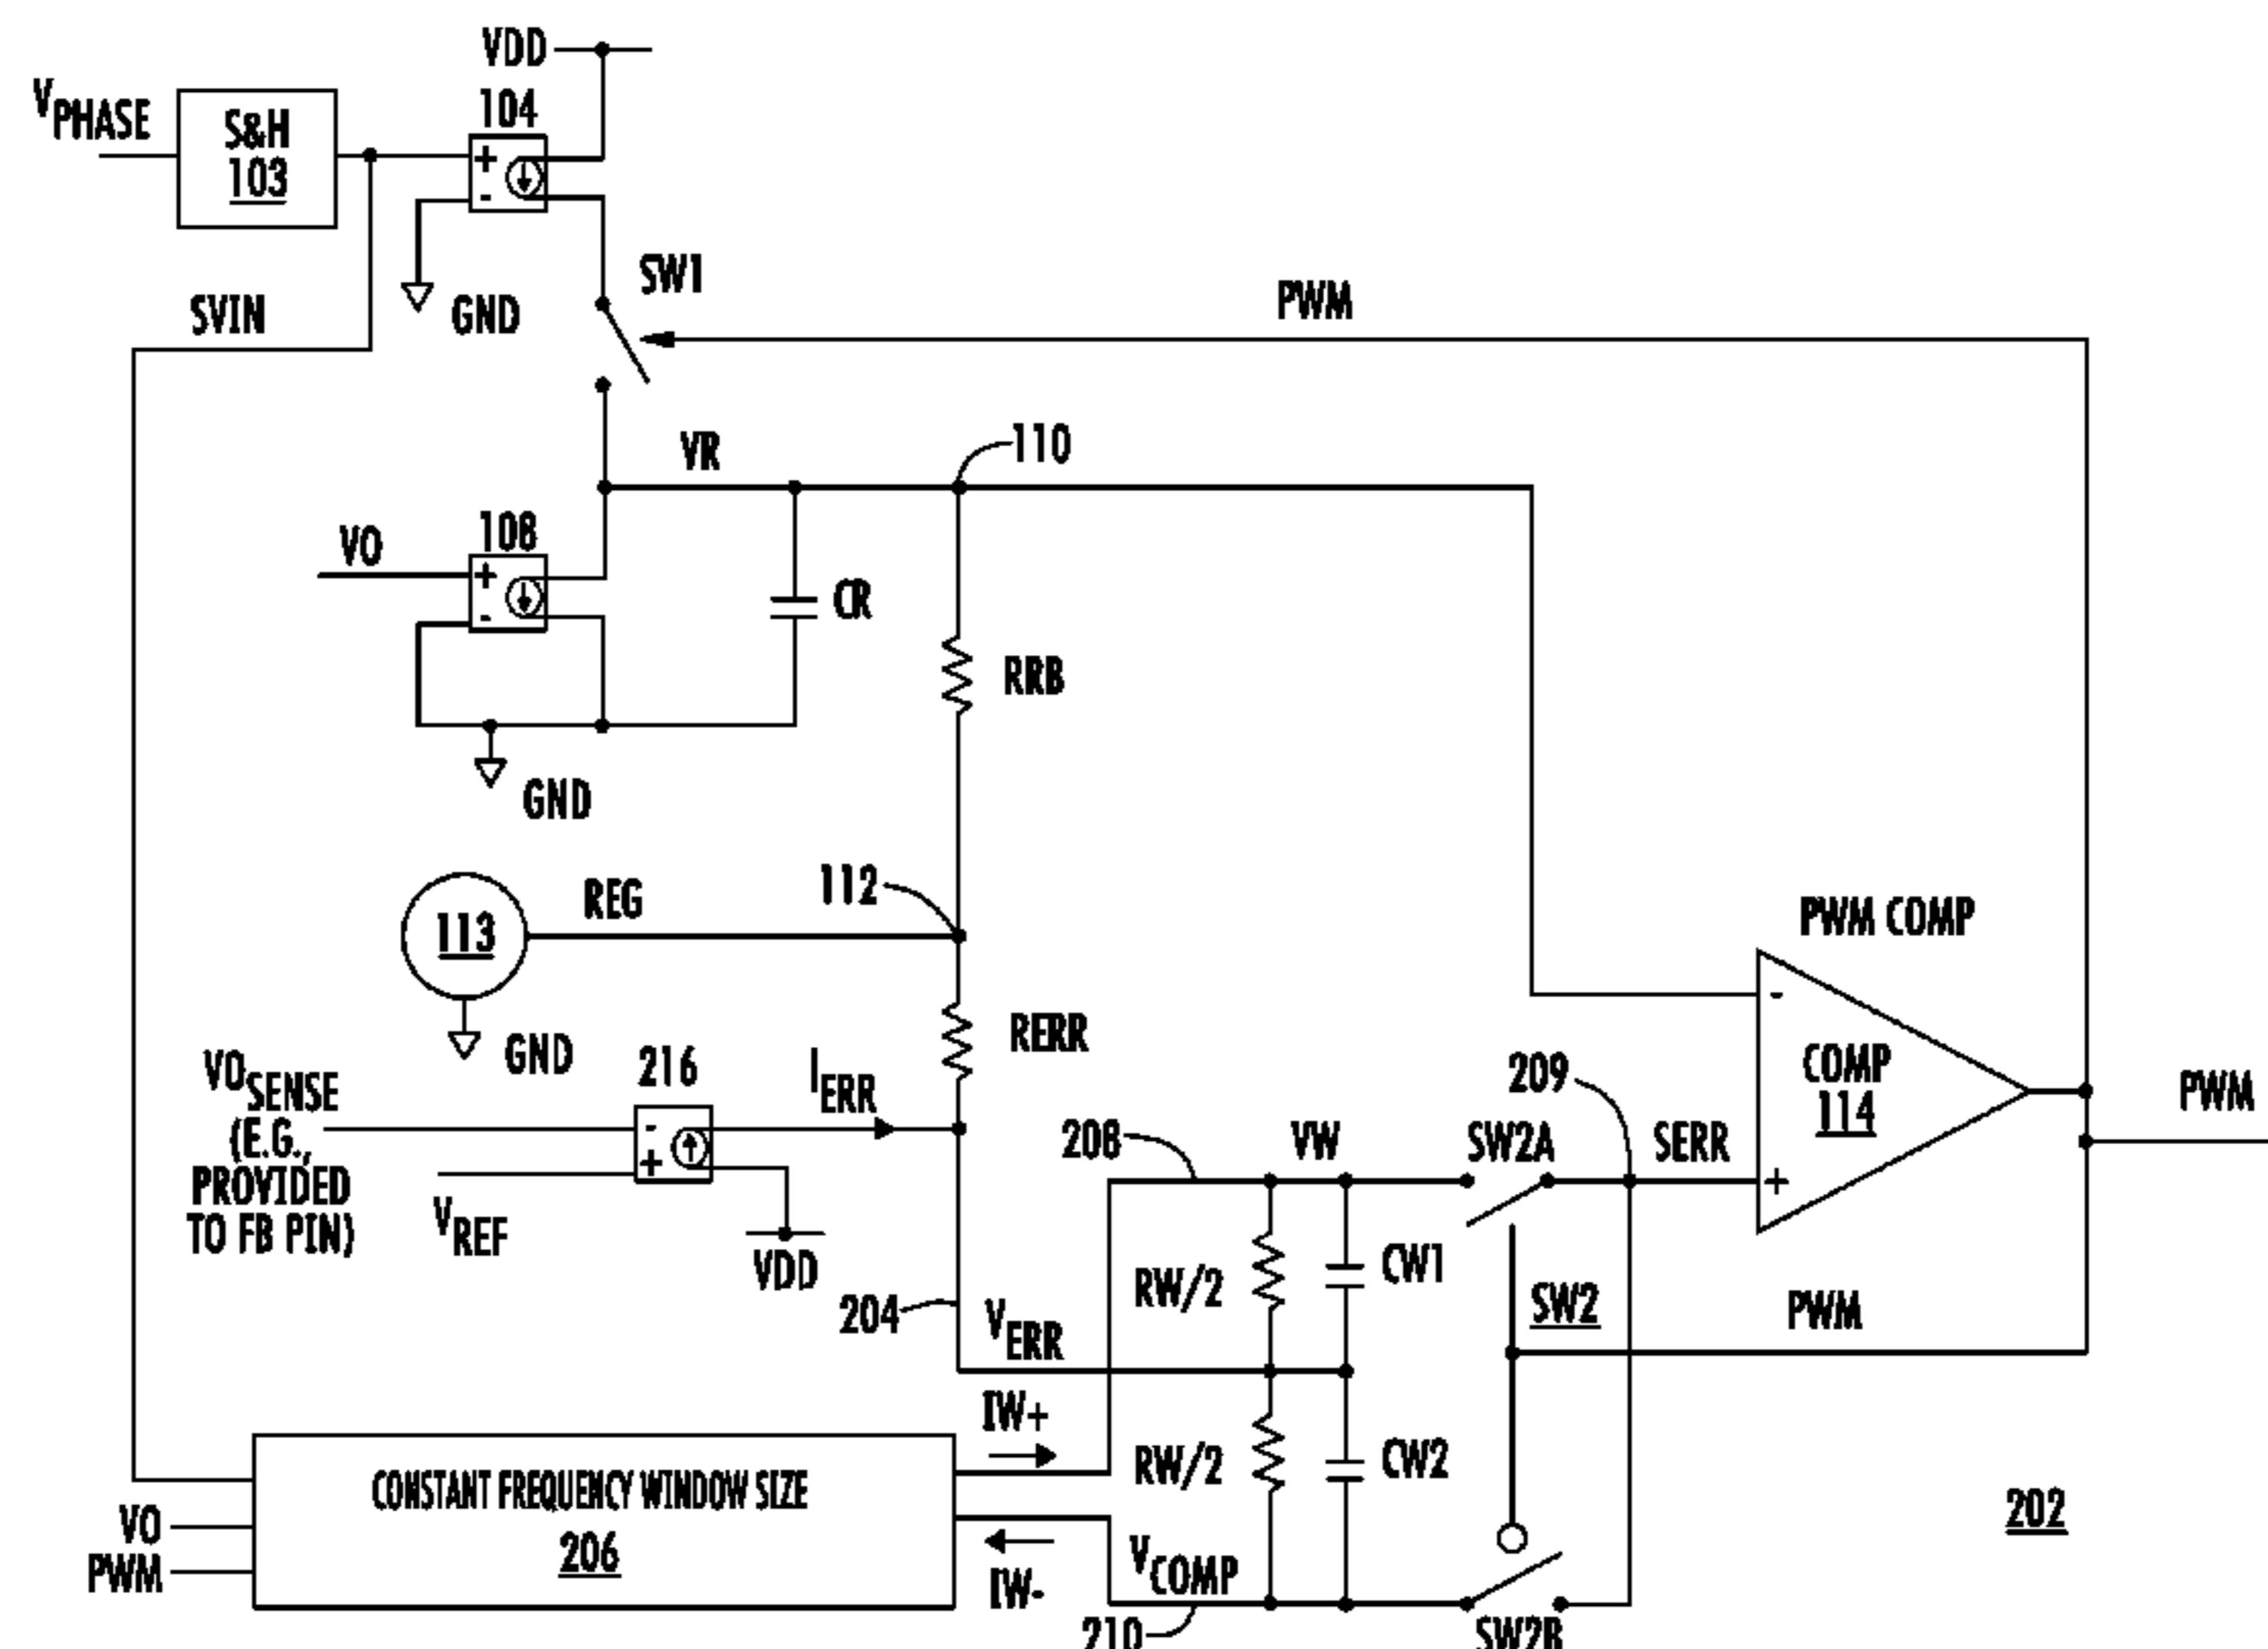 VDD
VPHASE
S&H
103
104
+
-
GND
SVIN
SW1
PWM
VR
110
VO
108
+
-
CR
RRB
GND
112
REG
113
GND
RERR
PWM COMP
-
COMP
114
+
PWM
VOSENSE
(E.G.,
PROVIDED
TO FB PIN)
216
-
+
IERR
VREF
VDD
209
208
VW
SW2A
SERR
RW/2
CW1
SW2
PWM
204
VERR
IW+
RW/2
CW2
CONSTANT FREQUENCY WINDOW SIZE
206
VO
PWM
IW-
VCOMP
210
SW2B
202